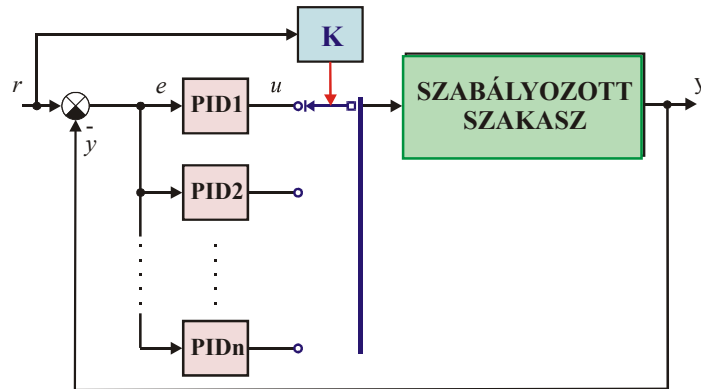 K
r
e
PID1
u
SZABÁLYOZOTT
SZAKASZ
y
-
y
PID2
PIDn